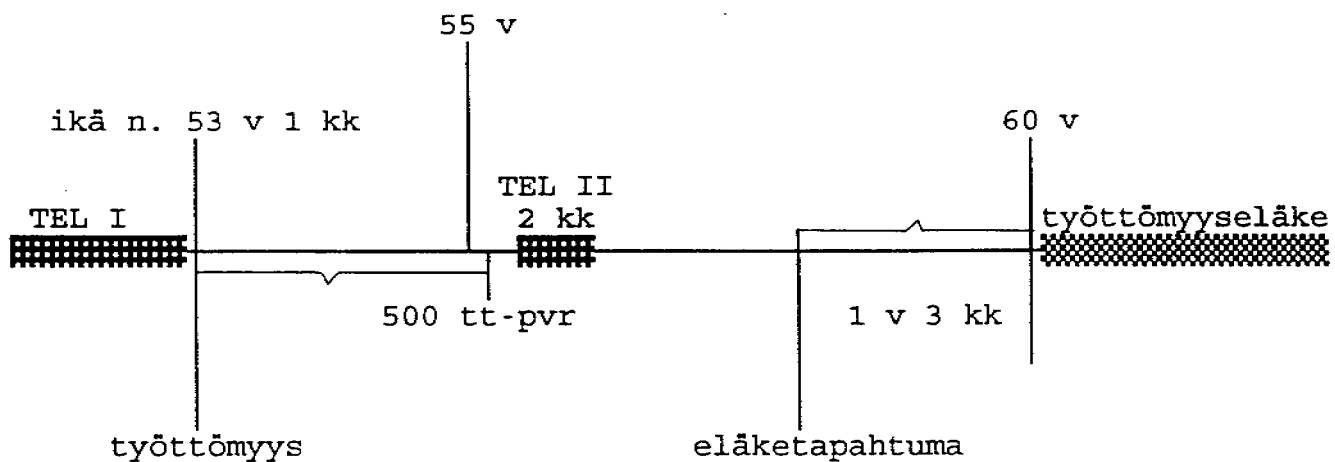 55 v
ikä n. 53 v 1 kk
60 v
TEL I
TEL II
2 kk
työttömyyseläke
500 tt-pvr
1 v 3 kk
työttömyys
eläketapahtuma